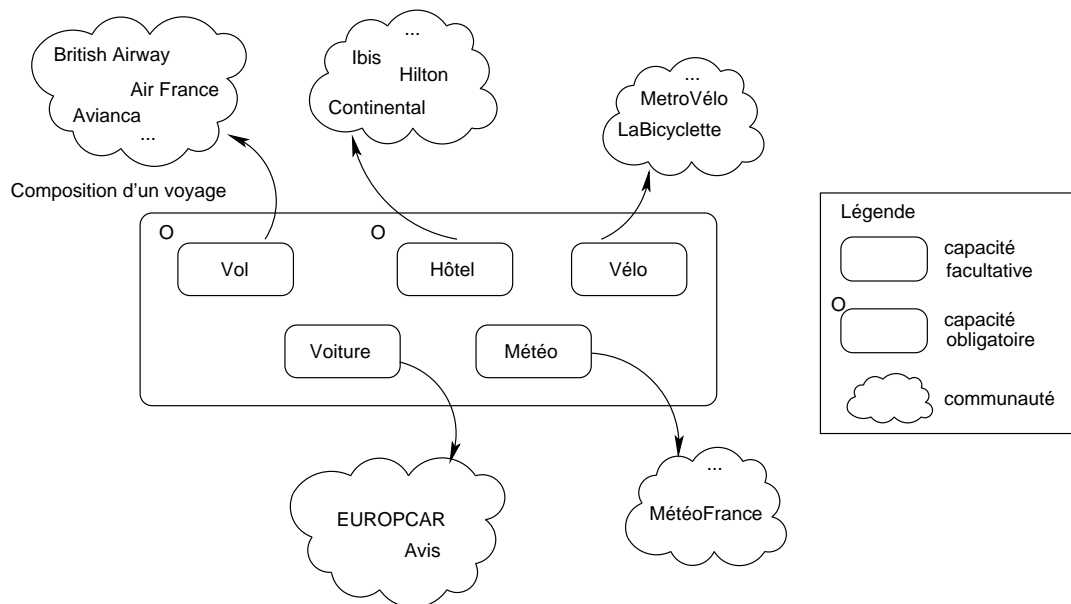 British Airway
Air France
Avianca
...
...
Ibis
Hilton
Continental
...
MetroVélo
LaBicyclette
Composition d'un voyage
O
Vol
O
Hôtel
Vélo
Voiture
Météo
EUROPCAR
Avis
...
MétéoFrance
Légende
capacité
facultative
O
capacité
obligatoire
communauté